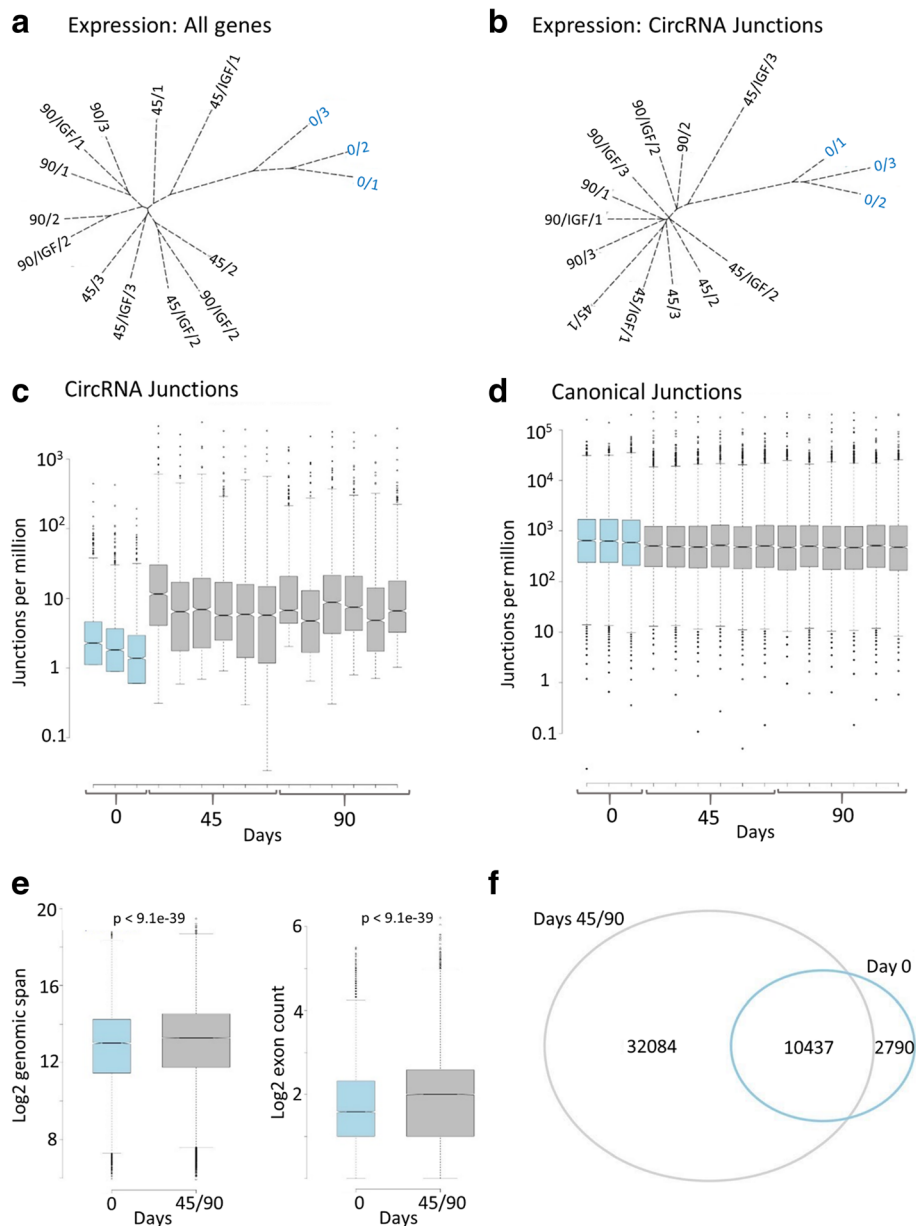 a Expression: All genes
45/IGF/1
45/1
90/3
90/IGF/1
90/1
90/2
90/IGF/2
45/3
45/IGF/3
45/IGF/2
90/IGF/2
45/2
0/3
0/2
0/1
b Expression: CircRNA Junctions
45/IGF/3
90/2
90/IGF/2
90/IGF/3
90/1
90/IGF/1
90/3
45/1
45/IGF/1
45/3
45/2
45/IGF/2
0/1
0/3
0/2
c CircRNA Junctions
Junctions per million
10³
10²
10
1
0.1
0
45
90
Days
d Canonical Junctions
Junctions per million
10⁵
10⁴
10³
10²
10
1
0.1
0
45
90
Days
e
p < 9.1e-39
Log2 genomic span
20
16
12
8
0
45/90
Days
p < 9.1e-39
Log2 exon count
6
4
2
0
45/90
Days
f
Days 45/90
Day 0
32084
10437
2790